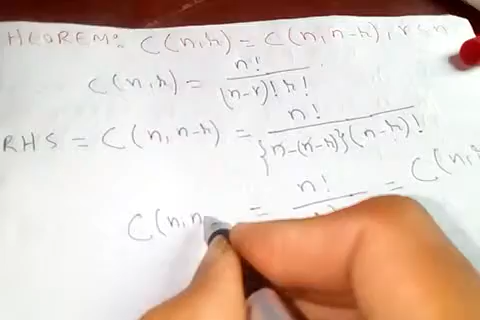 HEOREM: C(n,r) = C(n,n-r), r < n
C(n,r) = n! / (n-r)! r!
RHS = C(n,n-r) = n! / {n-(n-r)}(n-r)!
= n! = C(n,
C(n,n